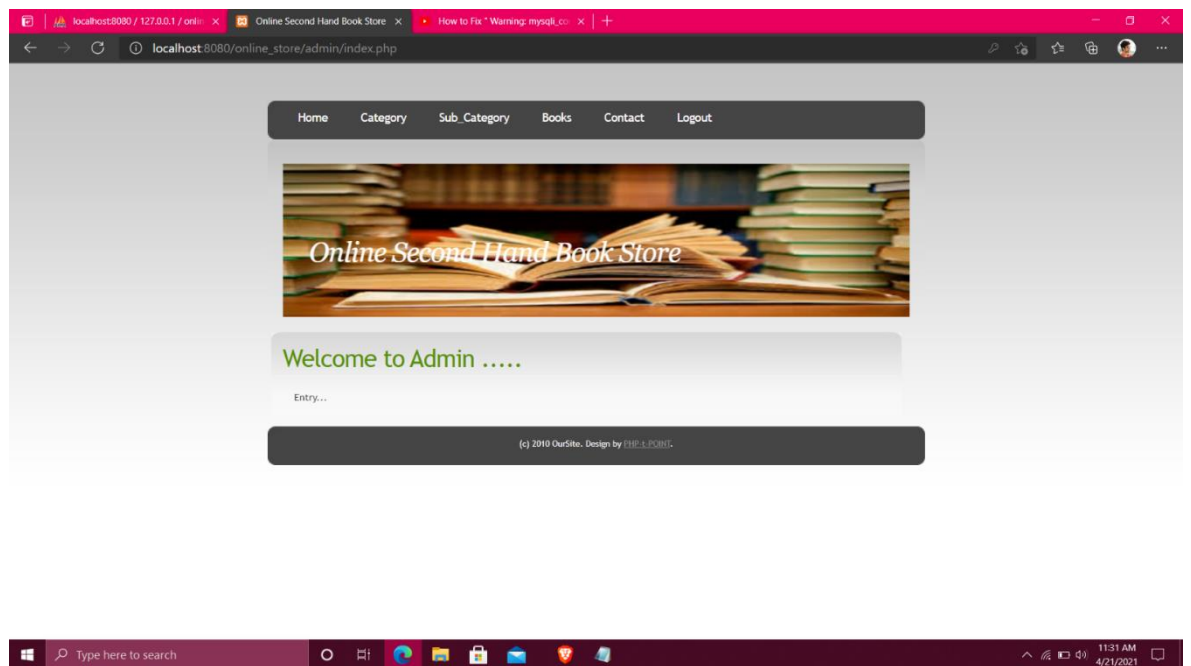 localhost:8080 / 127.0.0.1 / onlin
Online Second Hand Book Store
How to Fix " Warning: mysqli_co
localhost:8080/online_store/admin/index.php
Home Category Sub_Category Books Contact Logout
Online Second Hand Book Store
Welcome to Admin .....
Entry...
(c) 2010 OurSite. Design by PHP-t-POINT.
Type here to search
11:31 AM
4/21/2021